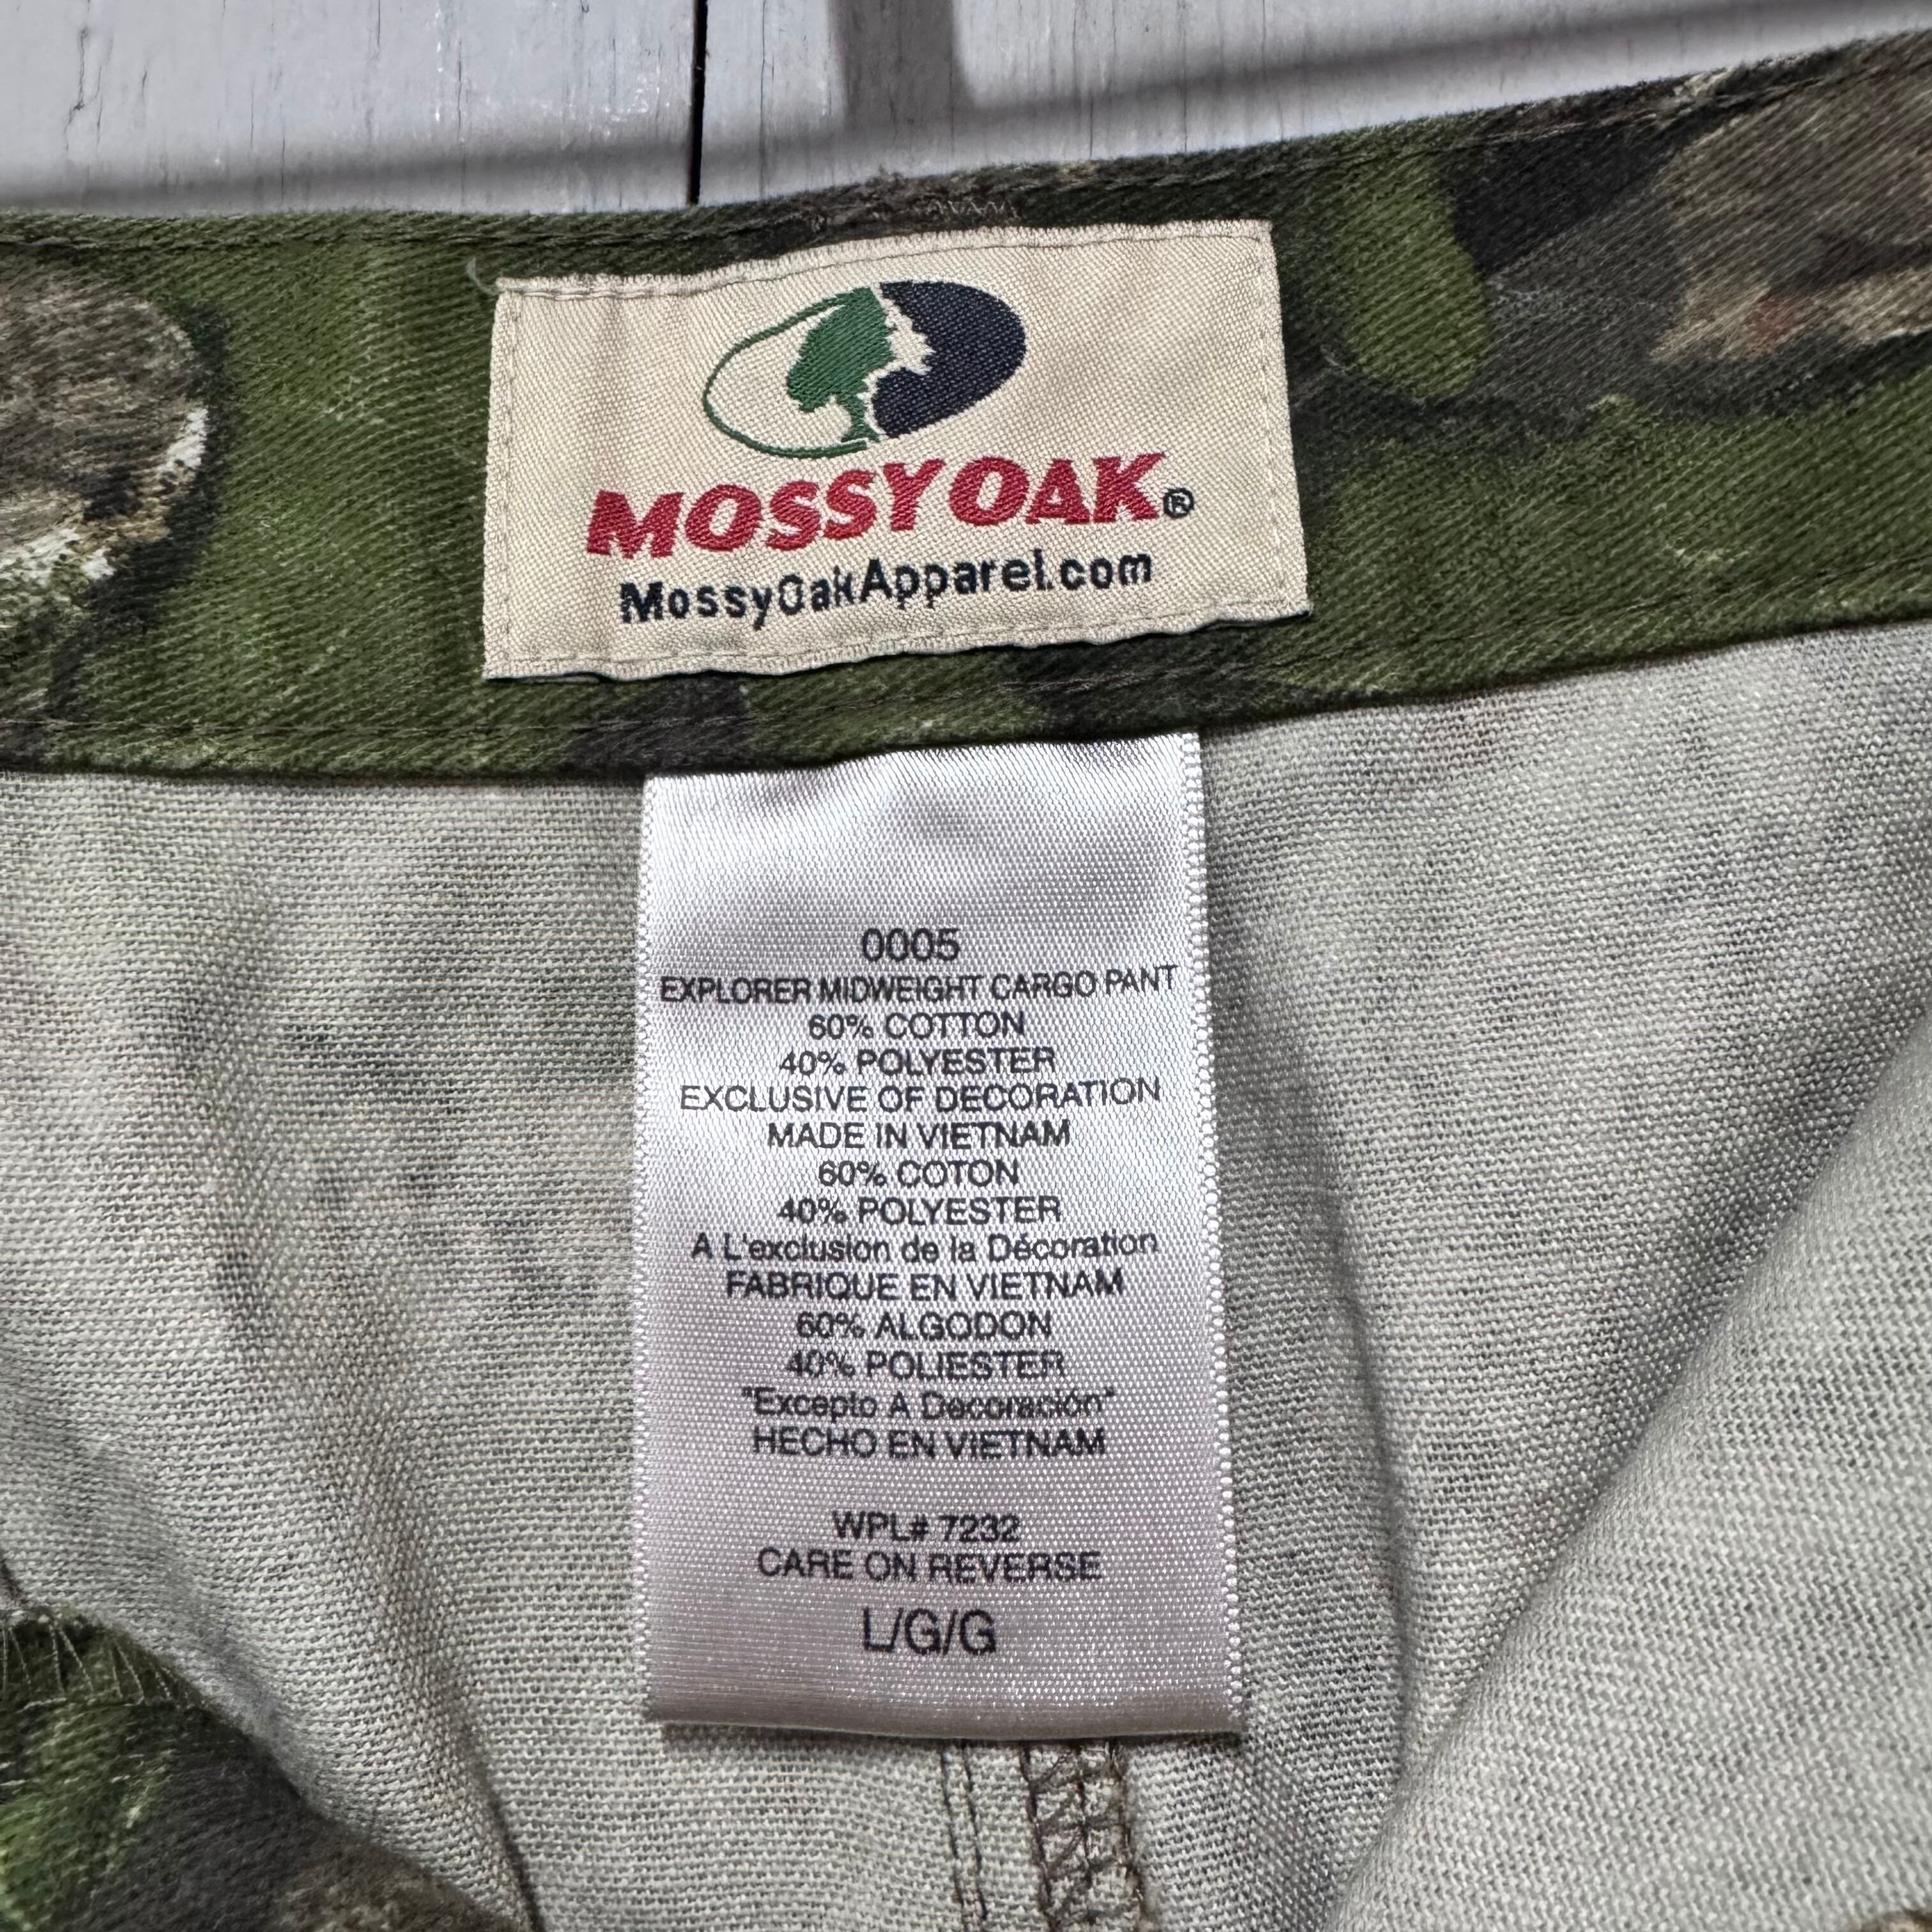 MOSSY OAK®
MossyOakApparel.com
0005
EXPLORER MIDWEIGHT CARGO PANT
60% COTTON
40% POLYESTER
EXCLUSIVE OF DECORATION
MADE IN VIETNAM
60% COTON
40% POLYESTER
A L'exclusion de la Décoration
FABRIQUE EN VIETNAM
60% ALGODON
40% POLIESTER
"Excepto A Decoración"
HECHO EN VIETNAM
WPL# 7232
CARE ON REVERSE
L/G/G